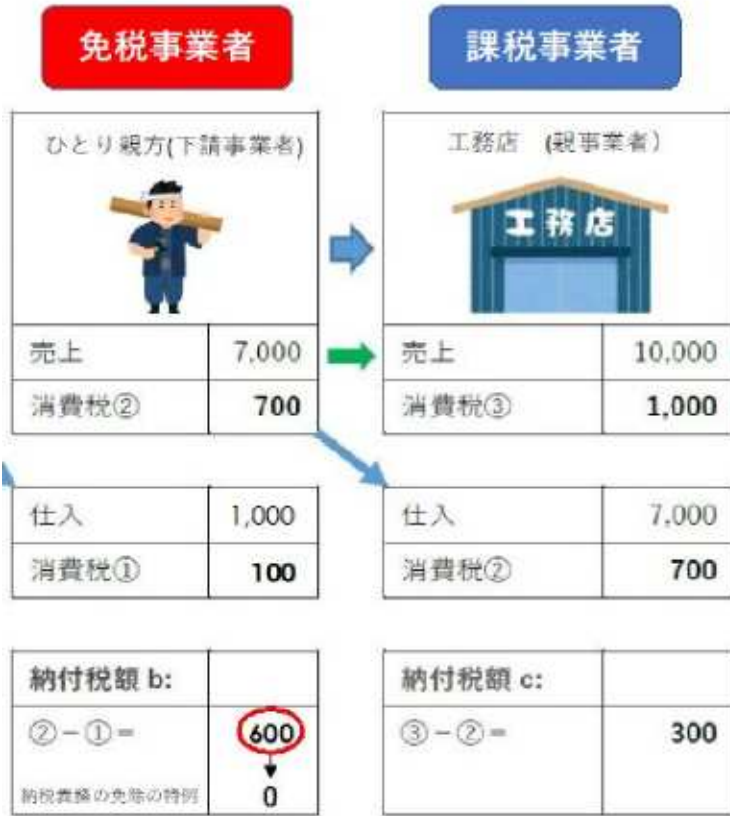 免税事業者
課税事業者
ひとり親方(下請事業者)
工務店 (親事業者)
工務店
売上 7,000
消費税② 700
売上 10,000
消費税③ 1,000
仕入 1,000
消費税① 100
仕入 7,000
消費税② 700
納付税額 b:
②－①＝ 600
納税義務の免除の特例 0
納付税額 c:
③－②＝ 300